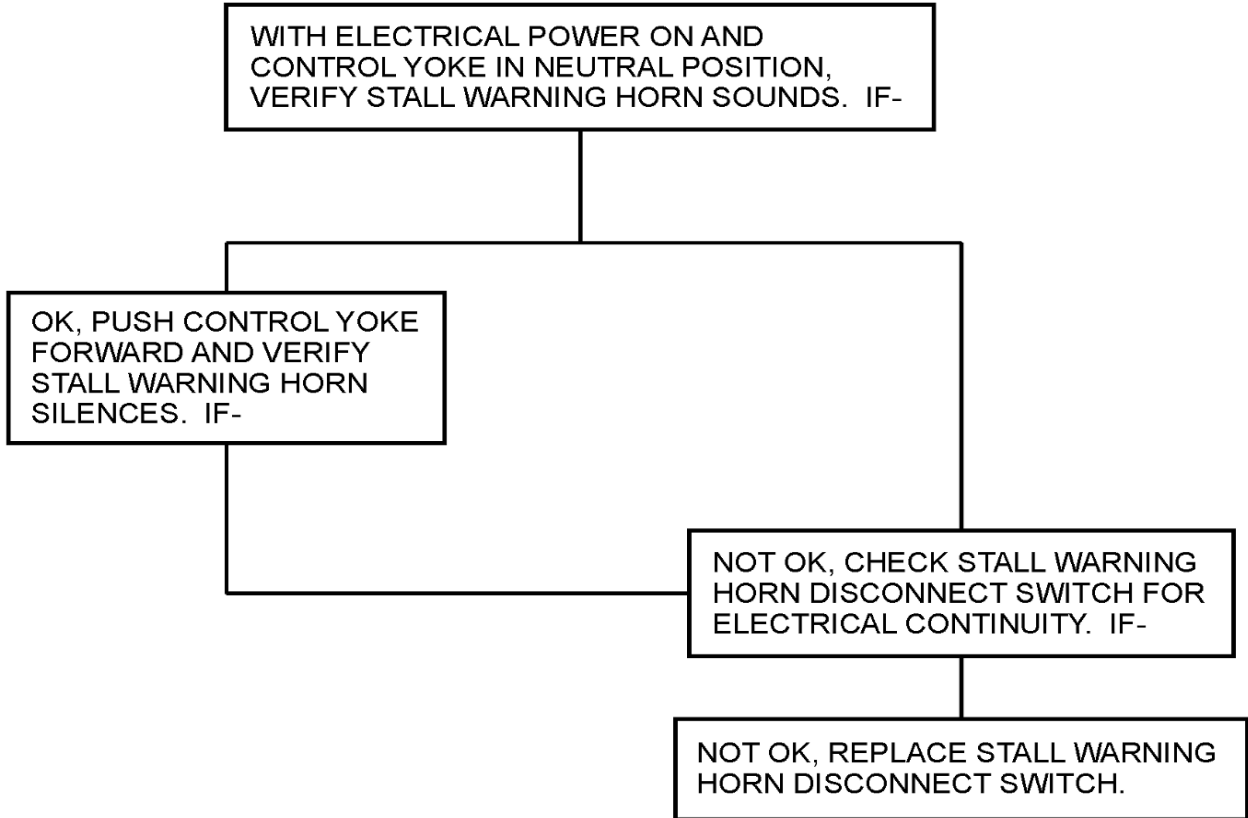 WITH ELECTRICAL POWER ON AND
CONTROL YOKE IN NEUTRAL POSITION,
VERIFY STALL WARNING HORN SOUNDS. IF-
OK, PUSH CONTROL YOKE
FORWARD AND VERIFY
STALL WARNING HORN
SILENCES. IF-
NOT OK, CHECK STALL WARNING
HORN DISCONNECT SWITCH FOR
ELECTRICAL CONTINUITY. IF-
NOT OK, REPLACE STALL WARNING
HORN DISCONNECT SWITCH.